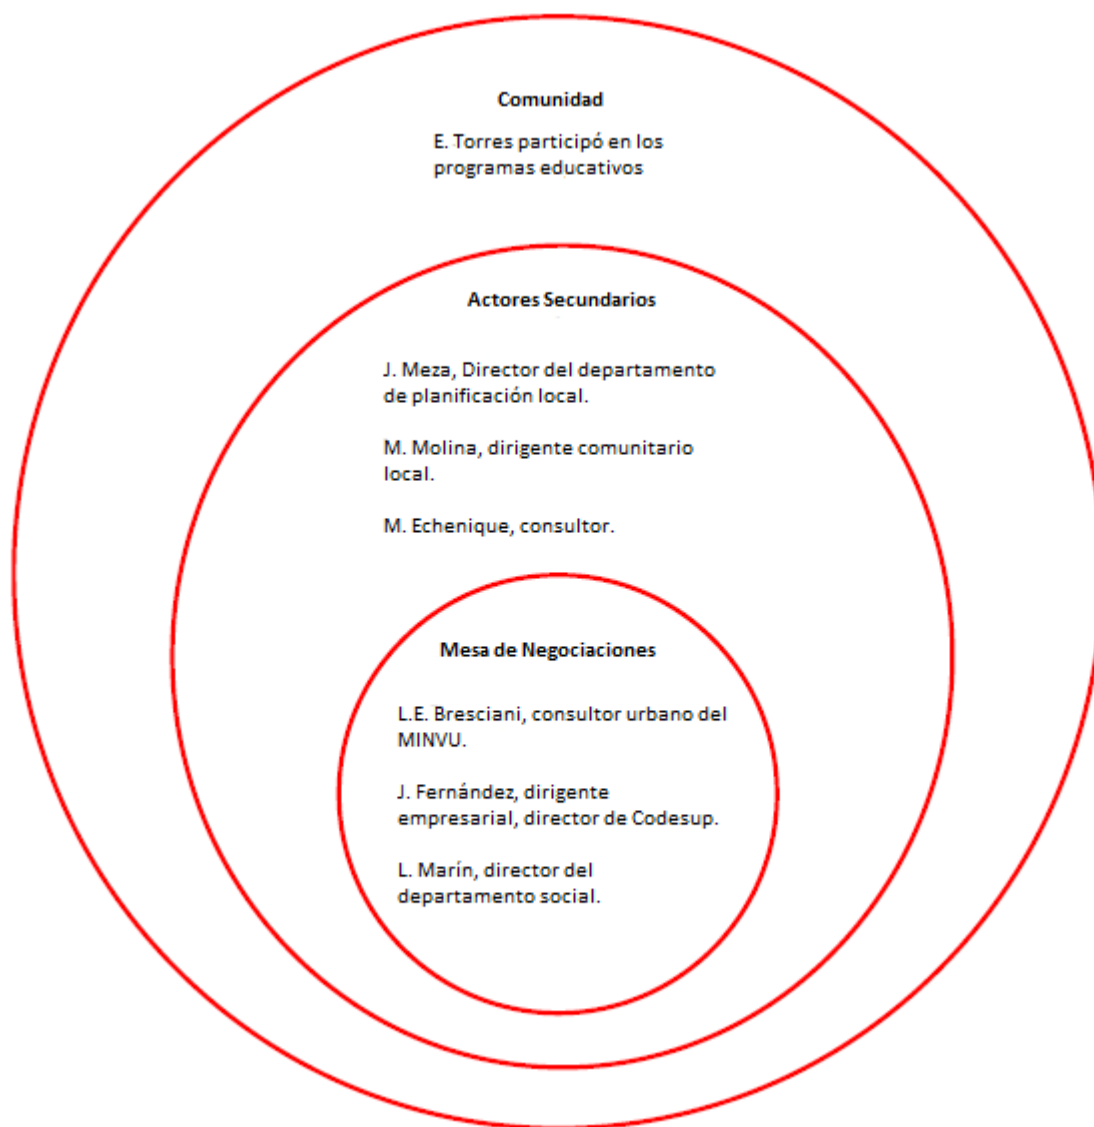 Comunidad
E. Torres participó en los
programas educativos
Actores Secundarios
J. Meza, Director del departamento
de planificación local.
M. Molina, dirigente comunitario
local.
M. Echenique, consultor.
Mesa de Negociaciones
L.E. Bresciani, consultor urbano del
MINVU.
J. Fernández, dirigente
empresarial, director de Codesup.
L. Marín, director del
departamento social.